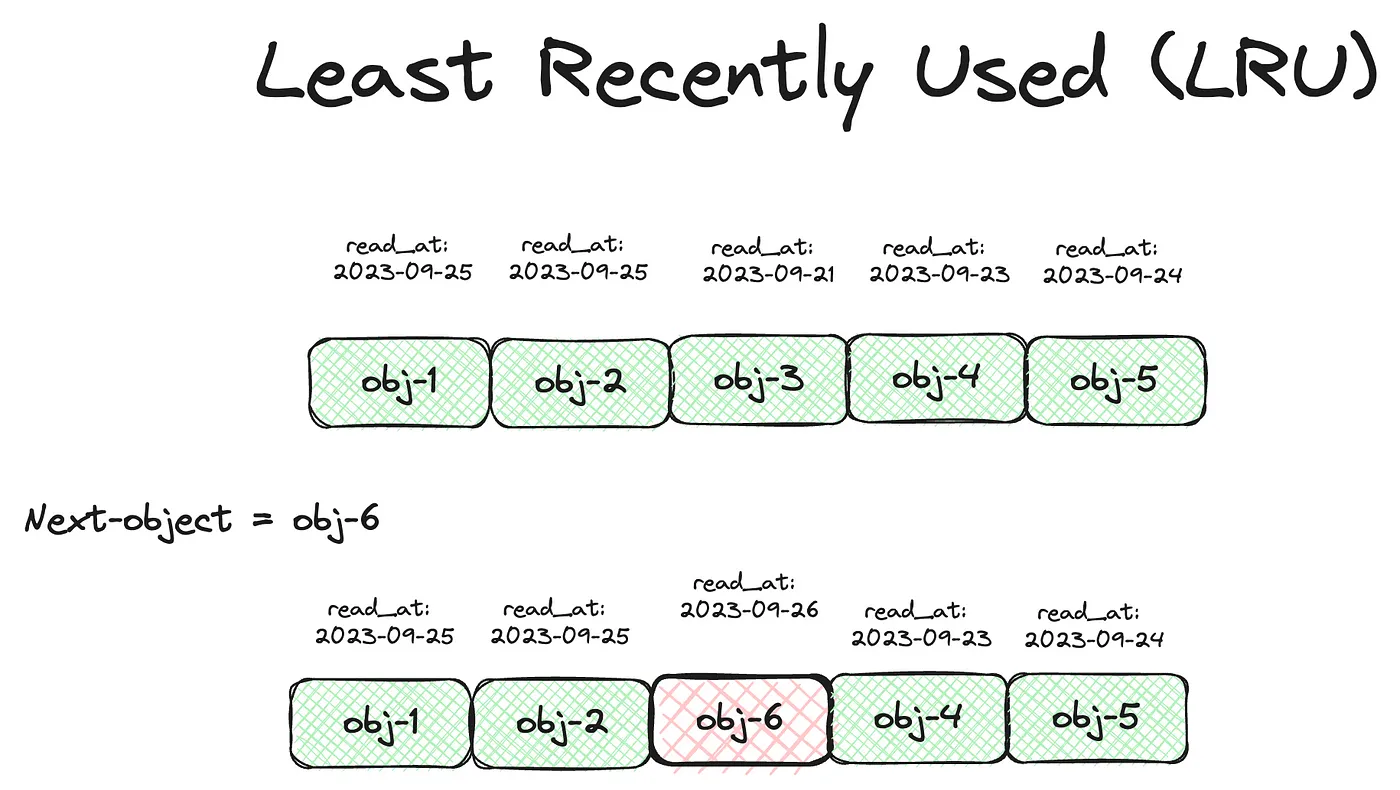 Least Recently Used (LRU)
read_at: read_at: read_at: read_at: read_at:
2023-09-25 2023-09-25 2023-09-21 2023-09-23 2023-09-24
obj-1 obj-2 obj-3 obj-4 obj-5
Next-object = obj-6
read_at: read_at: read_at: read_at: read_at:
2023-09-25 2023-09-25 2023-09-26 2023-09-23 2023-09-24
obj-1 obj-2 obj-6 obj-4 obj-5